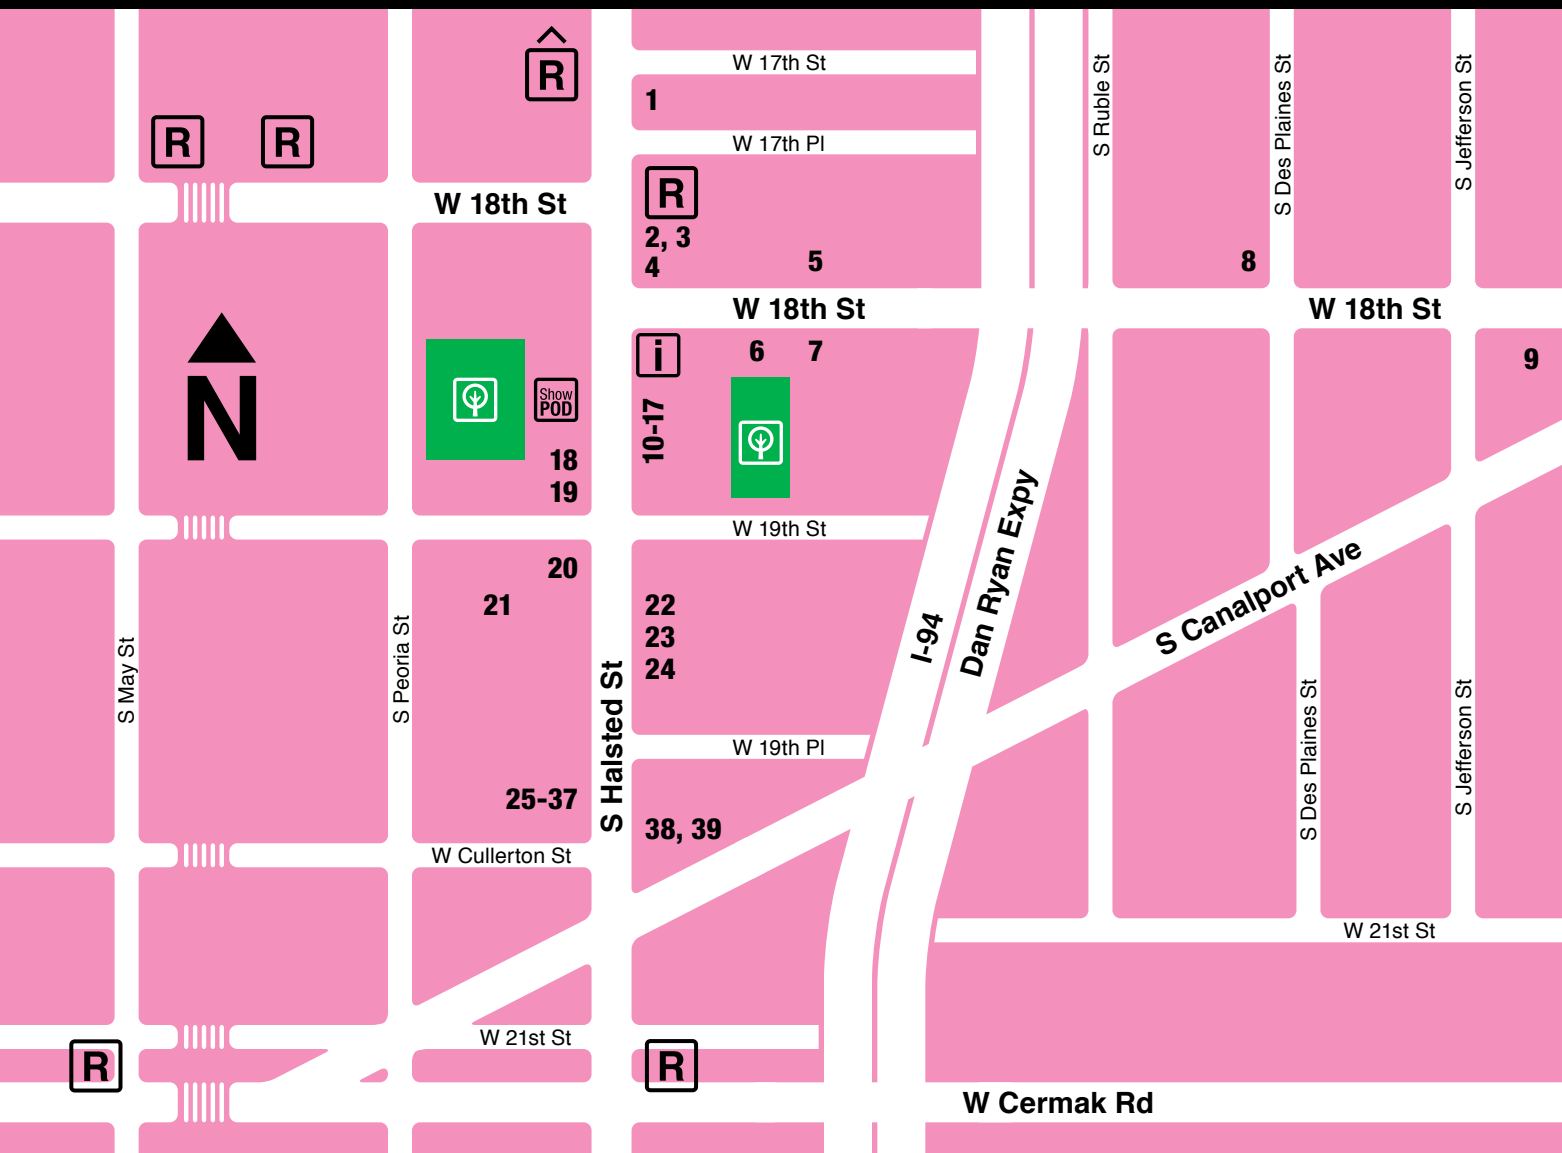 R
W 17th St
1
R
R
W 17th Pl
S Ruble St
S Des Plaines St
S Jefferson St
R
W 18th St
2, 3
4
5
8
W 18th St
W 18th St
i
6
7
9
N
Show
POD
10-17
18
19
W 19th St
I-94
Dan Ryan Expy
S Canalport Ave
20
21
22
23
24
S May St
S Peoria St
S Halsted St
W 19th Pl
S Des Plaines St
S Jefferson St
25-37
38, 39
W Cullerton St
W 21st St
W 21st St
R
R
W Cermak Rd